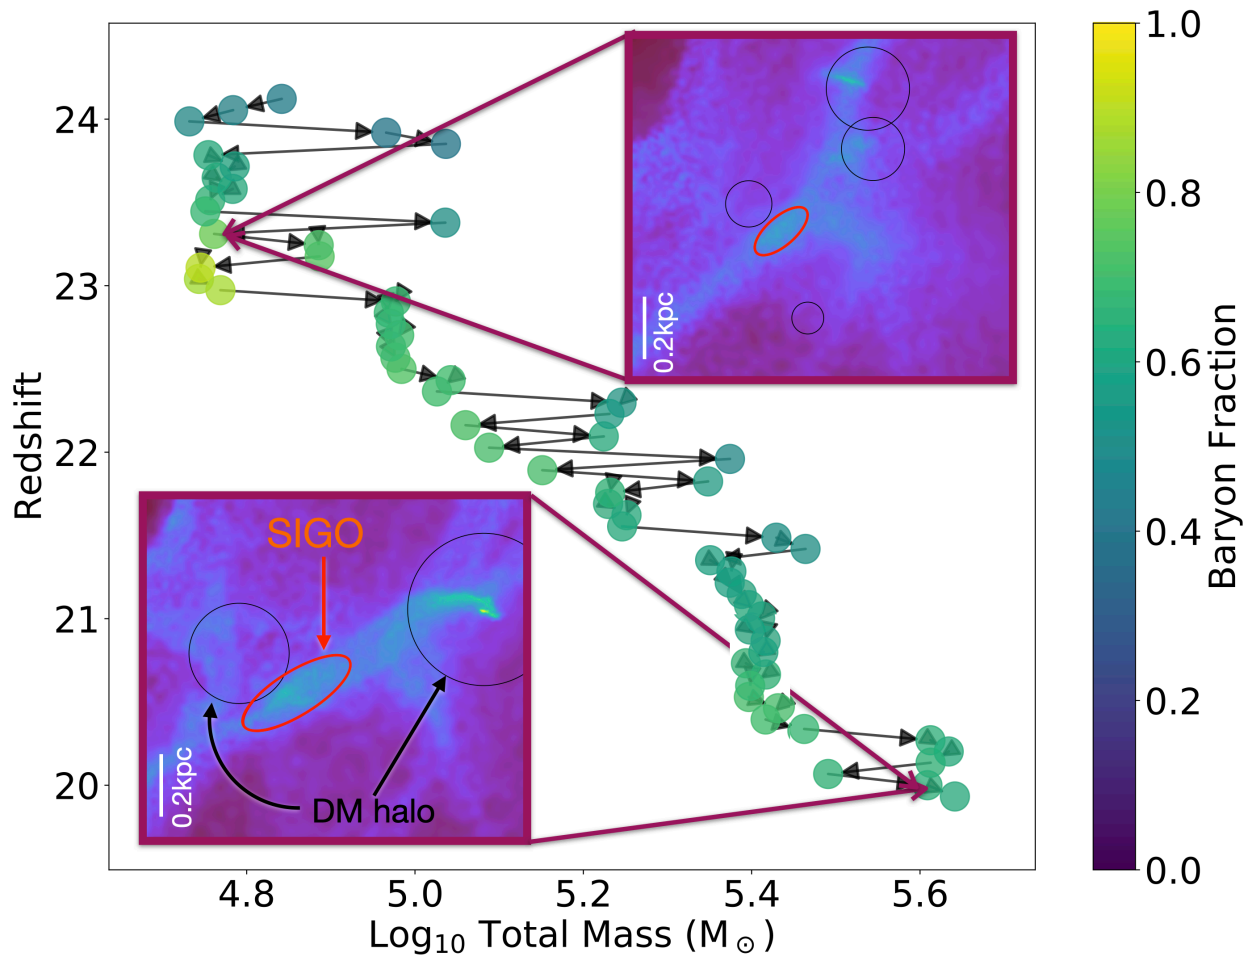 24
23
22
21
20
Redshift
4.8
5.0
5.2
5.4
5.6
Log10 Total Mass (M⊙)
0.2kpc
SIGO
DM halo
0.2kpc
1.0
0.8
0.6
0.4
0.2
0.0
Baryon Fraction